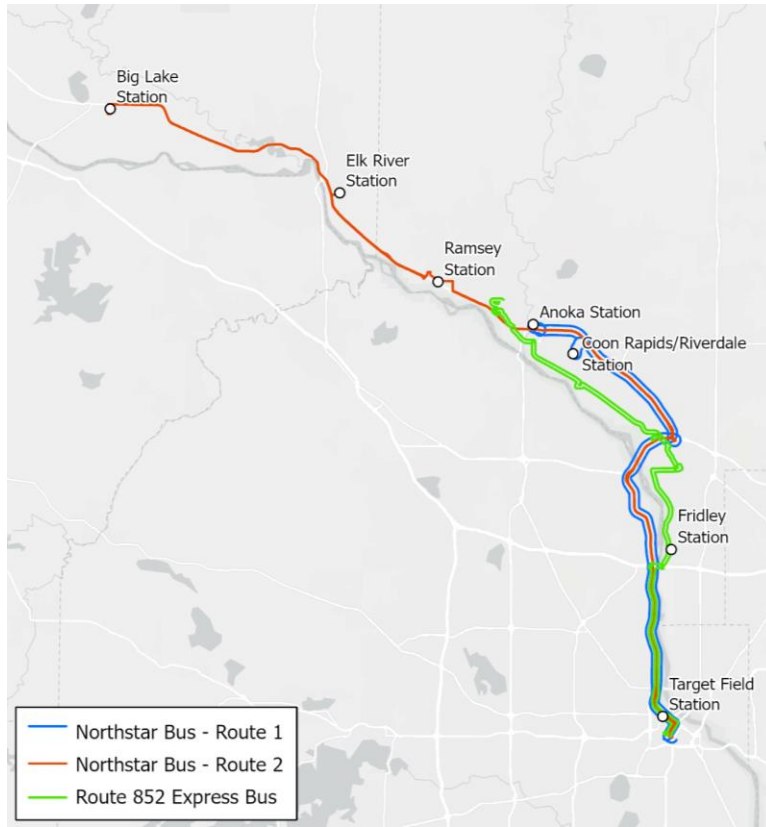 Big Lake
Station
Elk River
Station
Ramsey
Station
Anoka Station
Coon Rapids/Riverdale
Station
Fridley
Station
Target Field
Station
Northstar Bus - Route 1
Northstar Bus - Route 2
Route 852 Express Bus